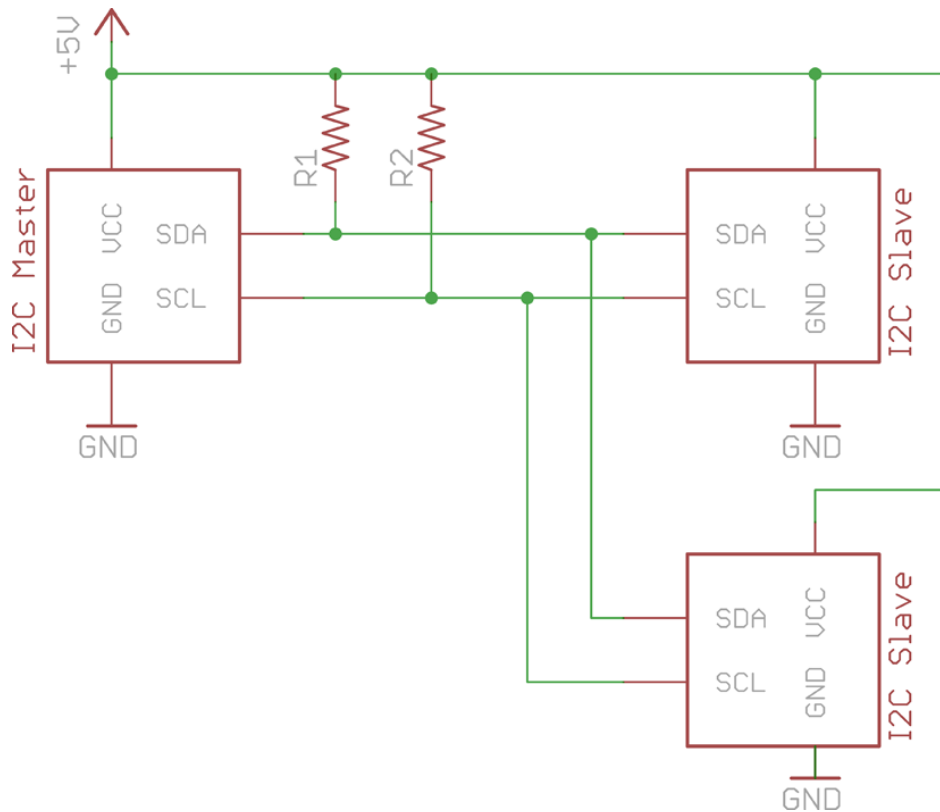 +5V
I2C Master
VCC
GND
SDA
SCL
GND
R1
R2
SDA
SCL
VCC
GND
I2C Slave
GND
SDA
SCL
VCC
GND
I2C Slave
GND